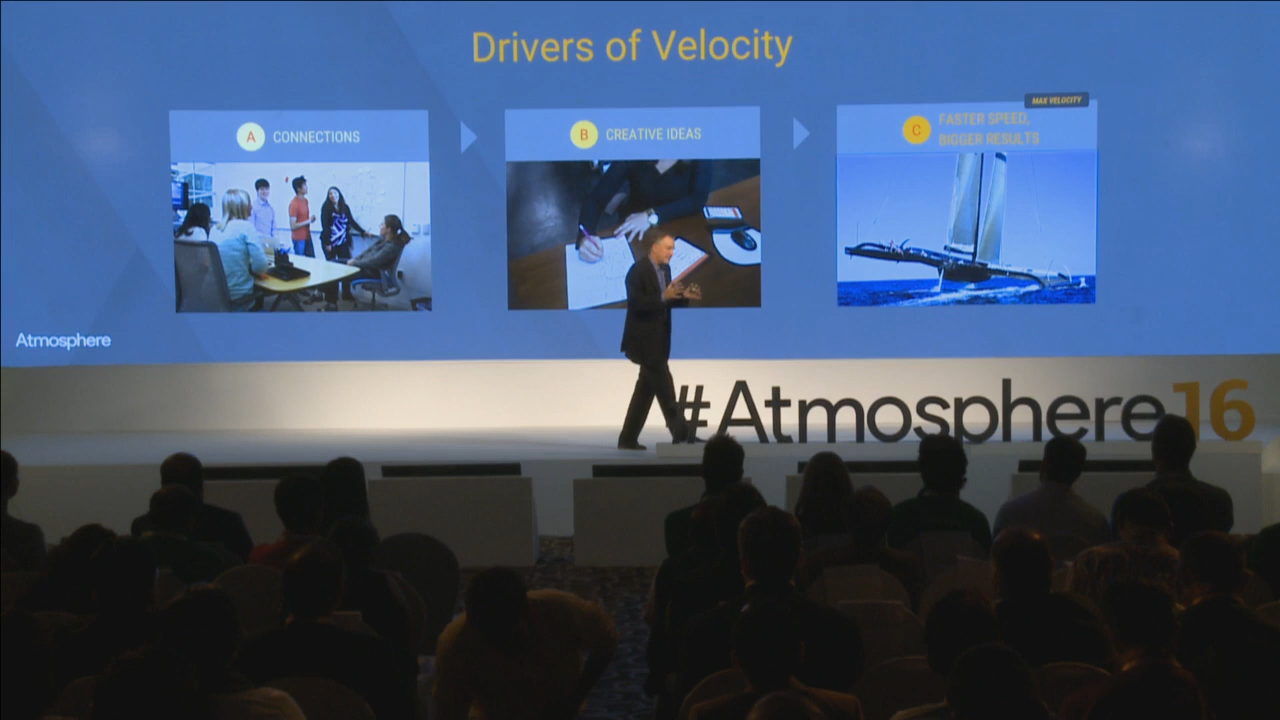 Drivers of Velocity
A CONNECTIONS
B CREATIVE IDEAS
MAX VELOCITY
C FASTER SPEED,
BIGGER RESULTS
Atmosphere
#Atmosphere16